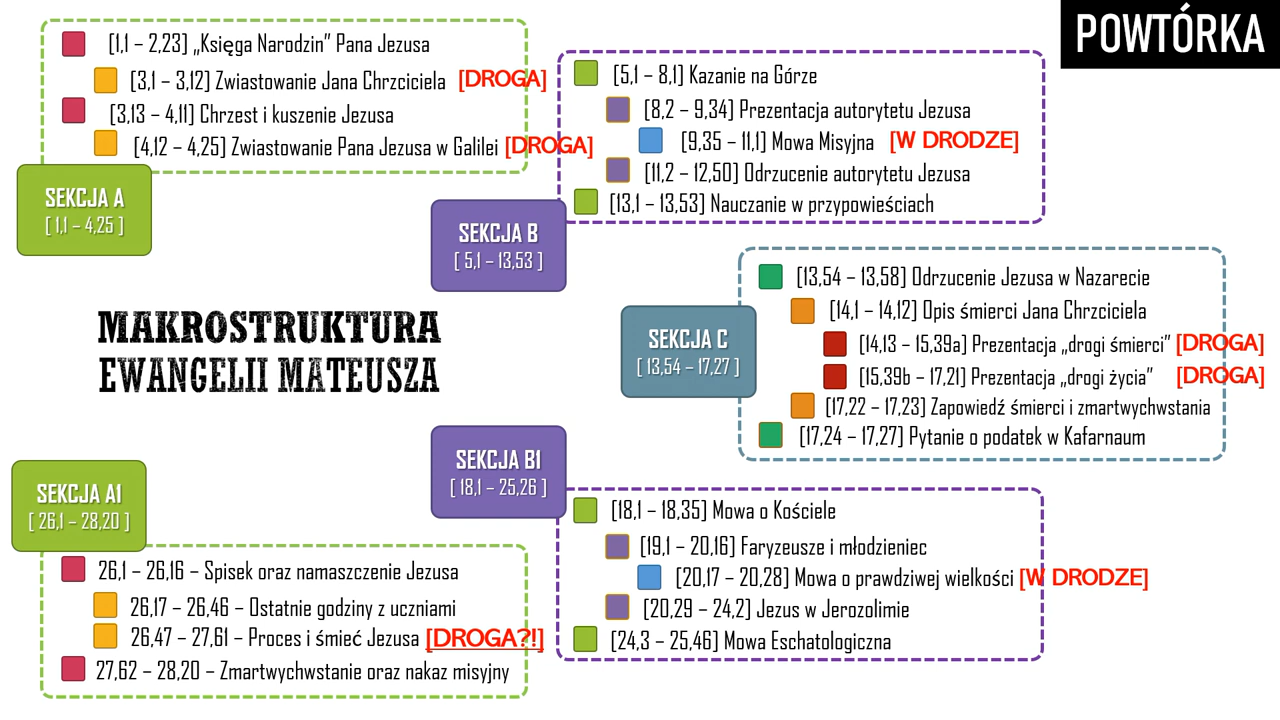 POWTÓRKA
[1,1 – 2,23] „Księga Narodzin” Pana Jezusa
[3,1 – 3,12] Zwiastowanie Jana Chrzciciela [DROGA]
[3,13 – 4,11] Chrzest i kuszenie Jezusa
[4,12 – 4,25] Zwiastowanie Pana Jezusa w Galilei [DROGA]
SEKCJA A
[ 1,1 – 4,25 ]
[5,1 – 8,1] Kazanie na Górze
[8,2 – 9,34] Prezentacja autorytetu Jezusa
[9,35 – 11,1] Mowa Misyjna [W DRODZE]
[11,2 – 12,50] Odrzucenie autorytetu Jezusa
[13,1 – 13,53] Nauczanie w przypowieściach
SEKCJA B
[ 5,1 – 13,53 ]
MAKROSTRUKTURA
EWANGELII MATEUSZA
SEKCJA C
[ 13,54 – 17,27 ]
[13,54 – 13,58] Odrzucenie Jezusa w Nazarecie
[14,1 – 14,12] Opis śmierci Jana Chrzciciela
[14,13 – 15,39a] Prezentacja „drogi śmierci” [DROGA]
[15,39b – 17,21] Prezentacja „drogi życia” [DROGA]
[17,22 – 17,23] Zapowiedź śmierci i zmartwychwstania
[17,24 – 17,27] Pytanie o podatek w Kafarnaum
SEKCJA B1
[ 18,1 – 25,26 ]
[18,1 – 18,35] Mowa o Kościele
[19,1 – 20,16] Faryzeusze i młodzieniec
[20,17 – 20,28] Mowa o prawdziwej wielkości [W DRODZE]
[20,29 – 24,2] Jezus w Jerozolimie
[24,3 – 25,46] Mowa Eschatologiczna
SEKCJA A1
[ 26,1 – 28,20 ]
26,1 – 26,16 – Spisek oraz namaszczenie Jezusa
26,17 – 26,46 – Ostatnie godziny z uczniami
26,47 – 27,61 – Proces i śmieć Jezusa [DROGA?!]
27,62 – 28,20 – Zmartwychwstanie oraz nakaz misyjny